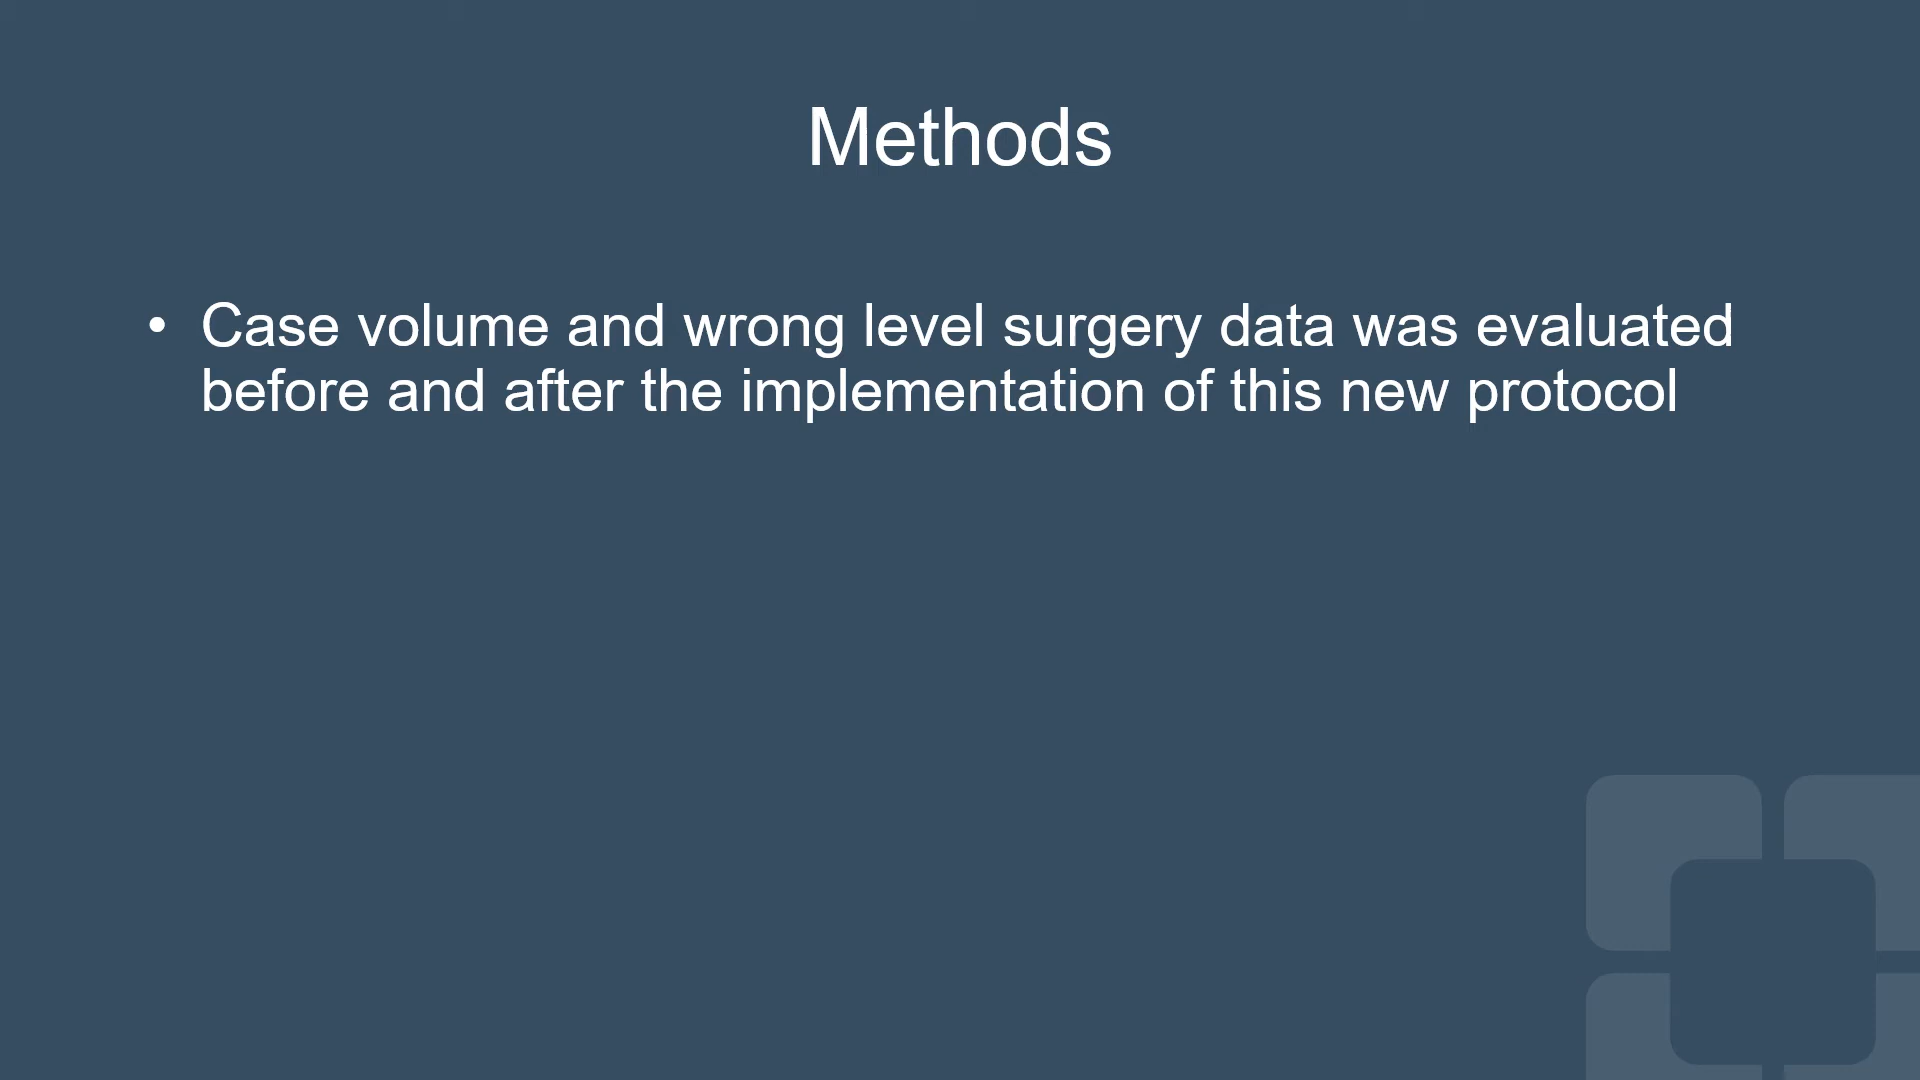 Methods
• Case volume and wrong level surgery data was evaluated
before and after the implementation of this new protocol